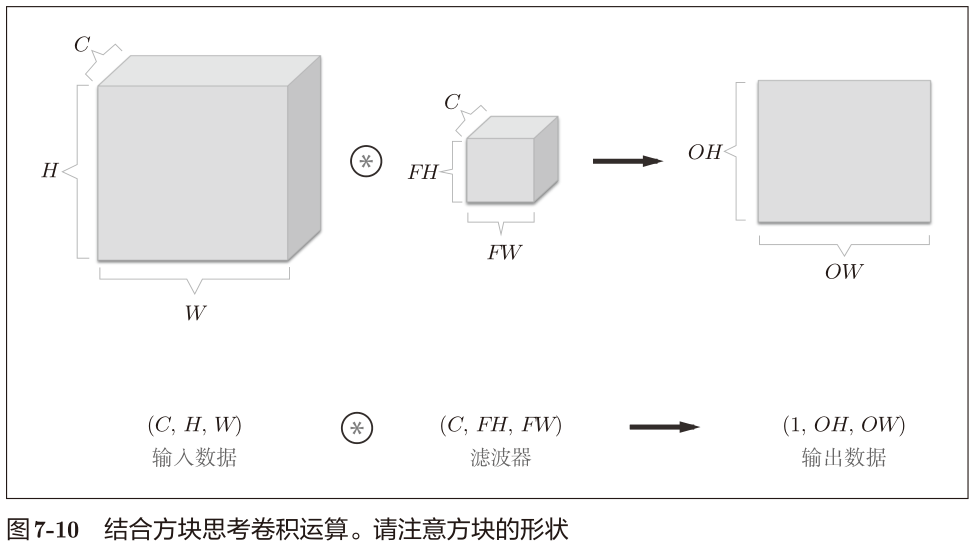 C
H
W
C
FH
FW
OH
OW
(C, H, W) ⊛ (C, FH, FW) → (1, OH, OW)
输入数据 滤波器 输出数据
图7-10 结合方块思考卷积运算。请注意方块的形状